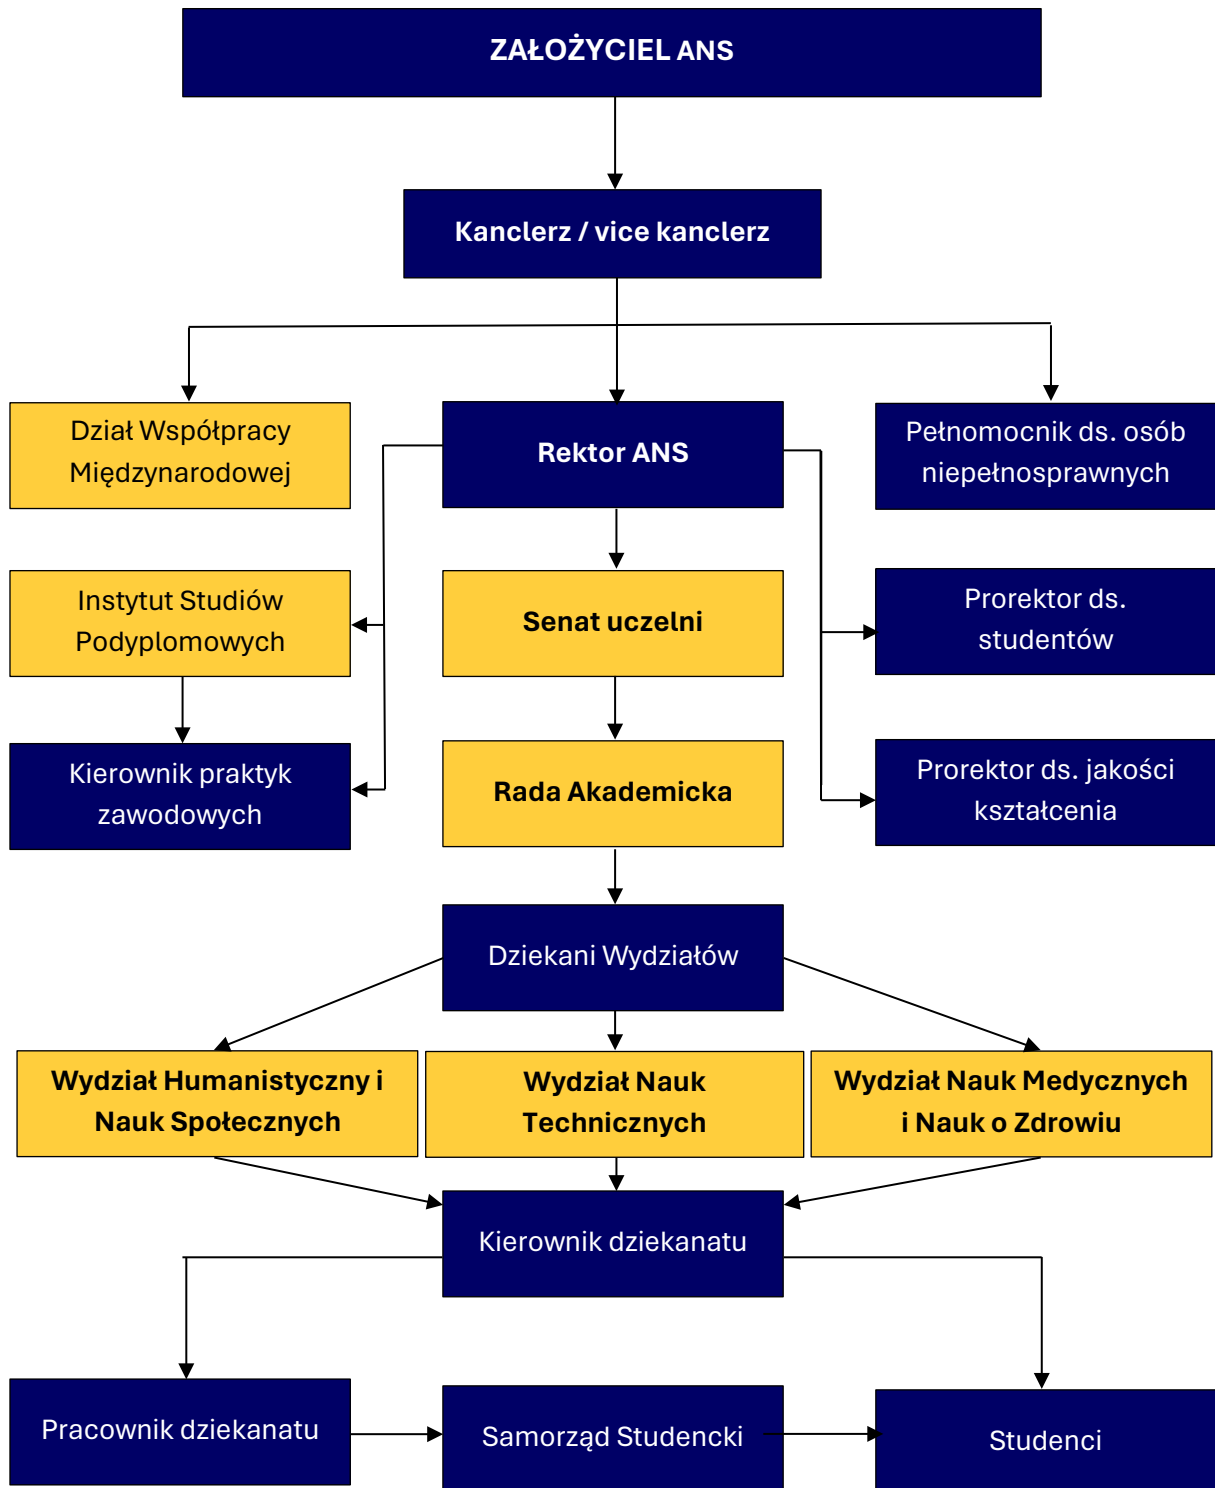 ZAŁOŻYCIEL ANS
Kanclerz / vice kanclerz
Dział Współpracy
Międzynarodowej
Rektor ANS
Pełnomocnik ds. osób
niepełnosprawnych
Instytut Studiów
Podyplomowych
Senat uczelni
Prorektor ds.
studentów
Kierownik praktyk
zawodowych
Rada Akademicka
Prorektor ds. jakości
kształcenia
Dziekani Wydziałów
Wydział Humanistyczny i
Nauk Społecznych
Wydział Nauk
Technicznych
Wydział Nauk Medycznych
i Nauk o Zdrowiu
Kierownik dziekanatu
Pracownik dziekanatu
Samorząd Studencki
Studenci